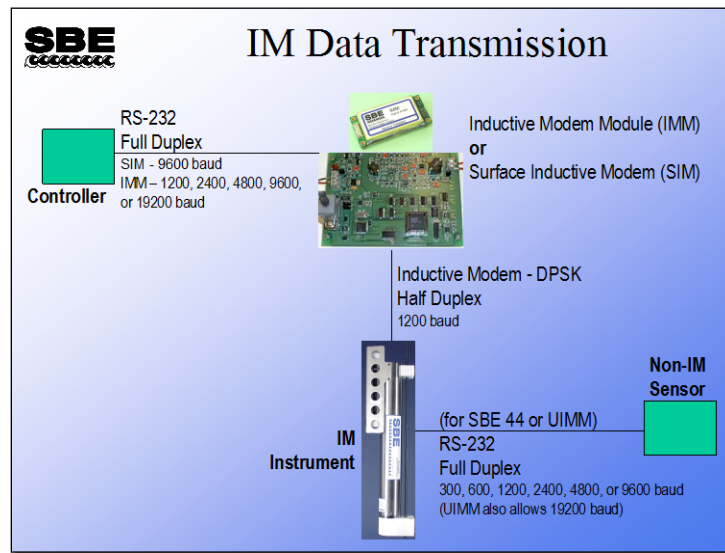 SBE
IM Data Transmission
RS-232
Full Duplex
SIM - 9600 baud
IMM – 1200, 2400, 4800, 9600,
or 19200 baud
Controller
SBE
IMM
Inductive Modem Module (IMM)
or
Surface Inductive Modem (SIM)
Inductive Modem - DPSK
Half Duplex
1200 baud
SBE
IM
Instrument
(for SBE 44 or UIMM)
RS-232
Full Duplex
300, 600, 1200, 2400, 4800, or 9600 baud
(UIMM also allows 19200 baud)
Non-IM
Sensor